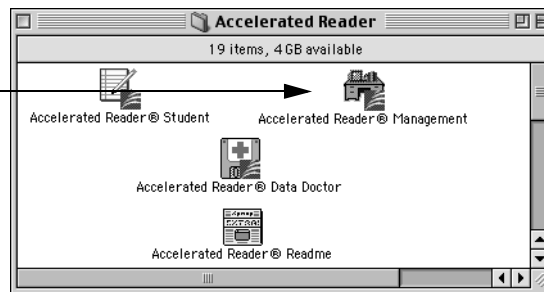 Accelerated Reader
19 items, 4 GB available
Accelerated Reader® Student
Accelerated Reader® Management
Accelerated Reader® Data Doctor
EXTRA!
Accelerated Reader® Readme